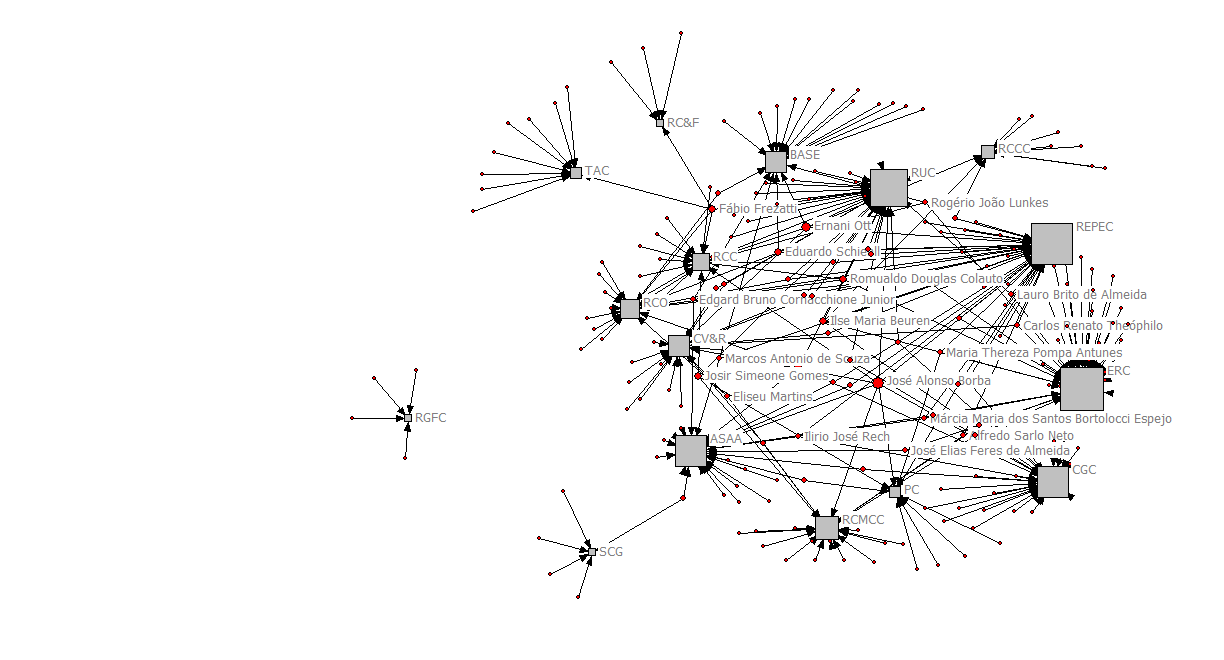 RC&F
RCCC
BASE
TAC
RUC
Rogério João Lunkes
Fábio Frezatti
Ernani Ott
REPEC
Eduardo Schiehll
RCC
Romualdo Douglas Colauto
Lauro Brito de Almeida
Edgard Bruno Cornacchione Junior
RCO
Ilse Maria Beuren
Carlos Renato Theóphilo
CV&R
Maria Thereza Pompa Antunes
Marcos Antonio de Souza
ERC
Josir Simeone Gomes
José Alonso Borba
Eliseu Martins
RGFC
Márcia Maria dos Santos Bortolocci Espejo
Alfredo Sarlo Neto
Ilirio José Rech
ASAA
José Elias Feres de Almeida
CGC
PC
RCMCC
SCG